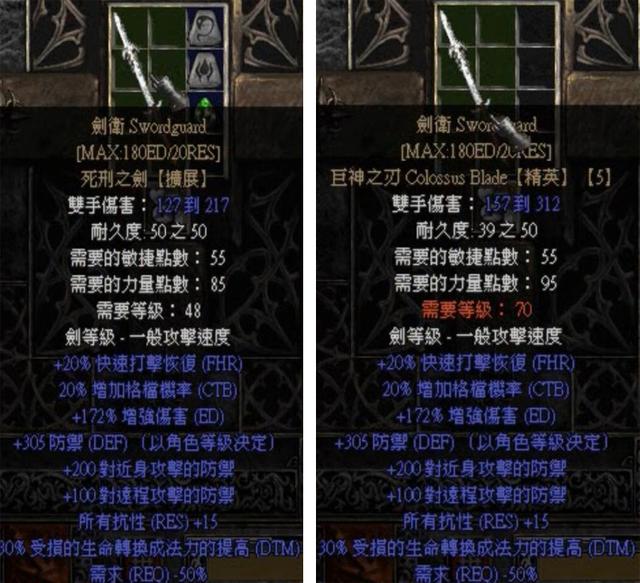 劍衛 Swordguard
[MAX:180ED/20RES]
死刑之劍【擴展】
雙手傷害：127 到 217
耐久度: 50 之 50
需要的敏捷點數：55
需要的力量點數：85
需要等級：48
劍等級 - 一般攻擊速度
+20% 快速打擊恢復 (FHR)
20% 增加格檔機率 (CTB)
+172% 增強傷害 (ED)
+305 防禦 (DEF)〔以角色等級決定〕
+200 對近身攻擊的防禦
+100 對遠程攻擊的防禦
所有抗性 (RES) +15
30% 受損的生命轉換成法力的提高 (DTM)
需求 (REQ) -50%
劍衛 Swordguard
[MAX:180ED/20RES]
巨神之刃 Colossus Blade【精英】【5】
雙手傷害：157 到 312
耐久度: 39 之 50
需要的敏捷點數：55
需要的力量點數：95
需要等級：70
劍等級 - 一般攻擊速度
+20% 快速打擊恢復 (FHR)
20% 增加格檔機率 (CTB)
+172% 增強傷害 (ED)
+305 防禦 (DEF)〔以角色等級決定〕
+200 對近身攻擊的防禦
+100 對遠程攻擊的防禦
所有抗性 (RES) +15
30% 受損的生命轉換成法力的提高 (DTM)
需求 (REQ) -50%